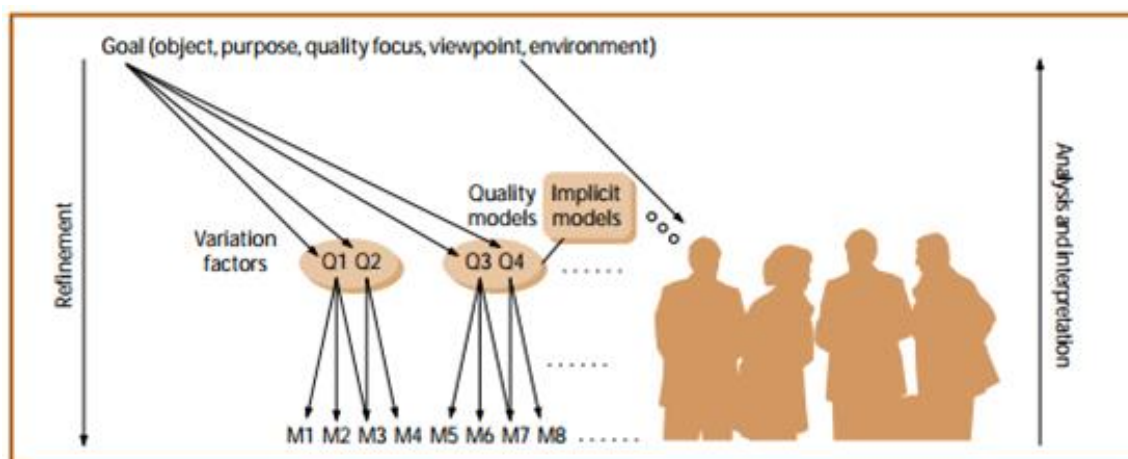 Goal (object, purpose, quality focus, viewpoint, environment)
Quality models
Implicit models
Variation factors
Q1 Q2
Q3 Q4
......
Refinement
Analysis and interpretation
......
M1 M2 M3 M4 M5 M6 M7 M8 ......